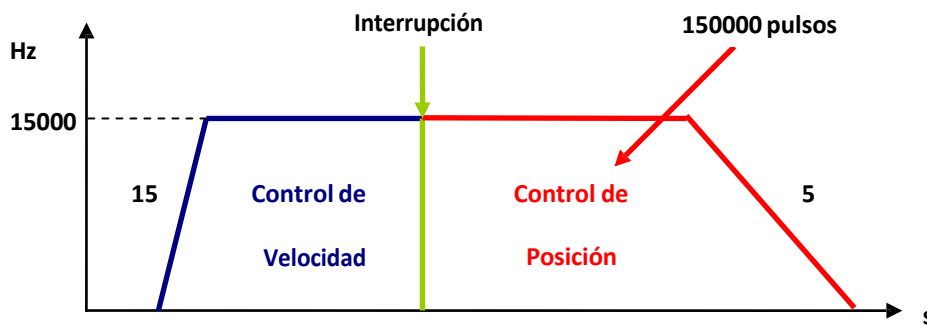 Interrupción
150000 pulsos
Hz
15000
15
Control de
Velocidad
Control de
Posición
5
s